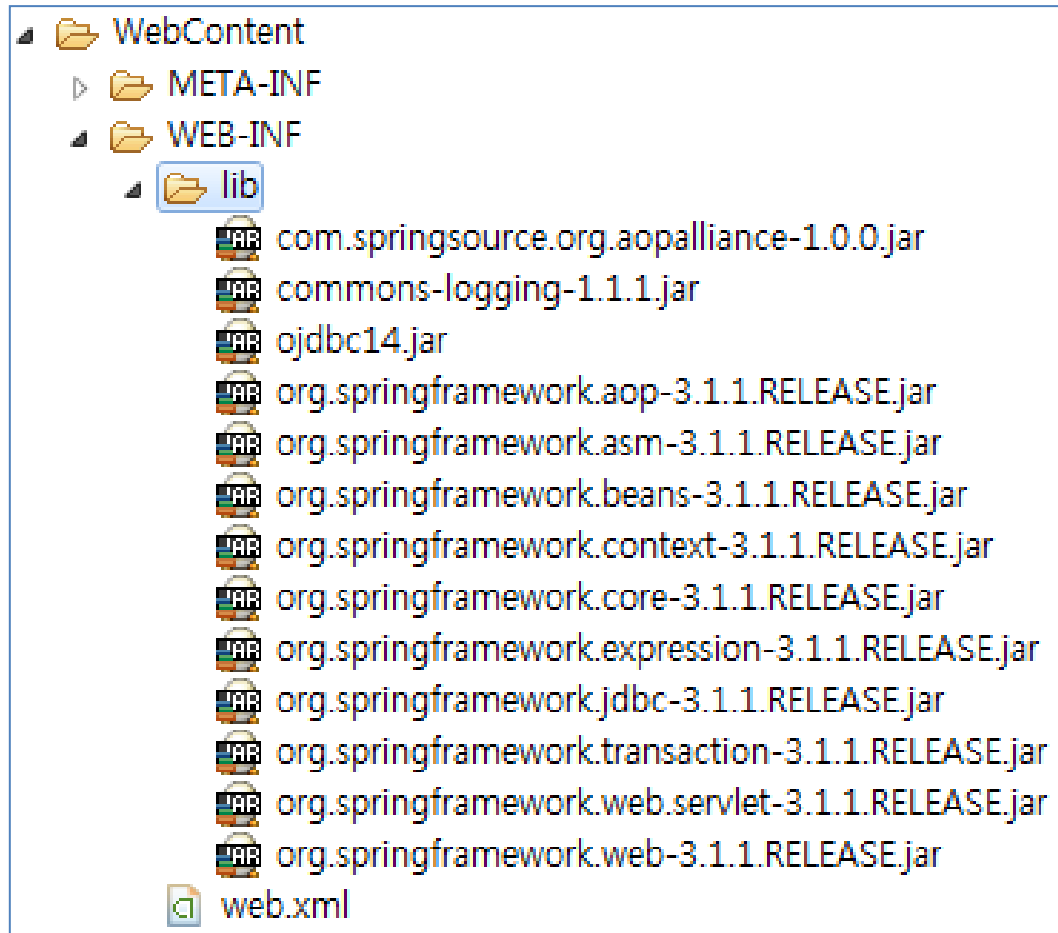 WebContent
META-INF
WEB-INF
lib
com.springsource.org.aopalliance-1.0.0.jar
commons-logging-1.1.1.jar
ojdbc14.jar
org.springframework.aop-3.1.1.RELEASE.jar
org.springframework.asm-3.1.1.RELEASE.jar
org.springframework.beans-3.1.1.RELEASE.jar
org.springframework.context-3.1.1.RELEASE.jar
org.springframework.core-3.1.1.RELEASE.jar
org.springframework.expression-3.1.1.RELEASE.jar
org.springframework.jdbc-3.1.1.RELEASE.jar
org.springframework.transaction-3.1.1.RELEASE.jar
org.springframework.web.servlet-3.1.1.RELEASE.jar
org.springframework.web-3.1.1.RELEASE.jar
web.xml